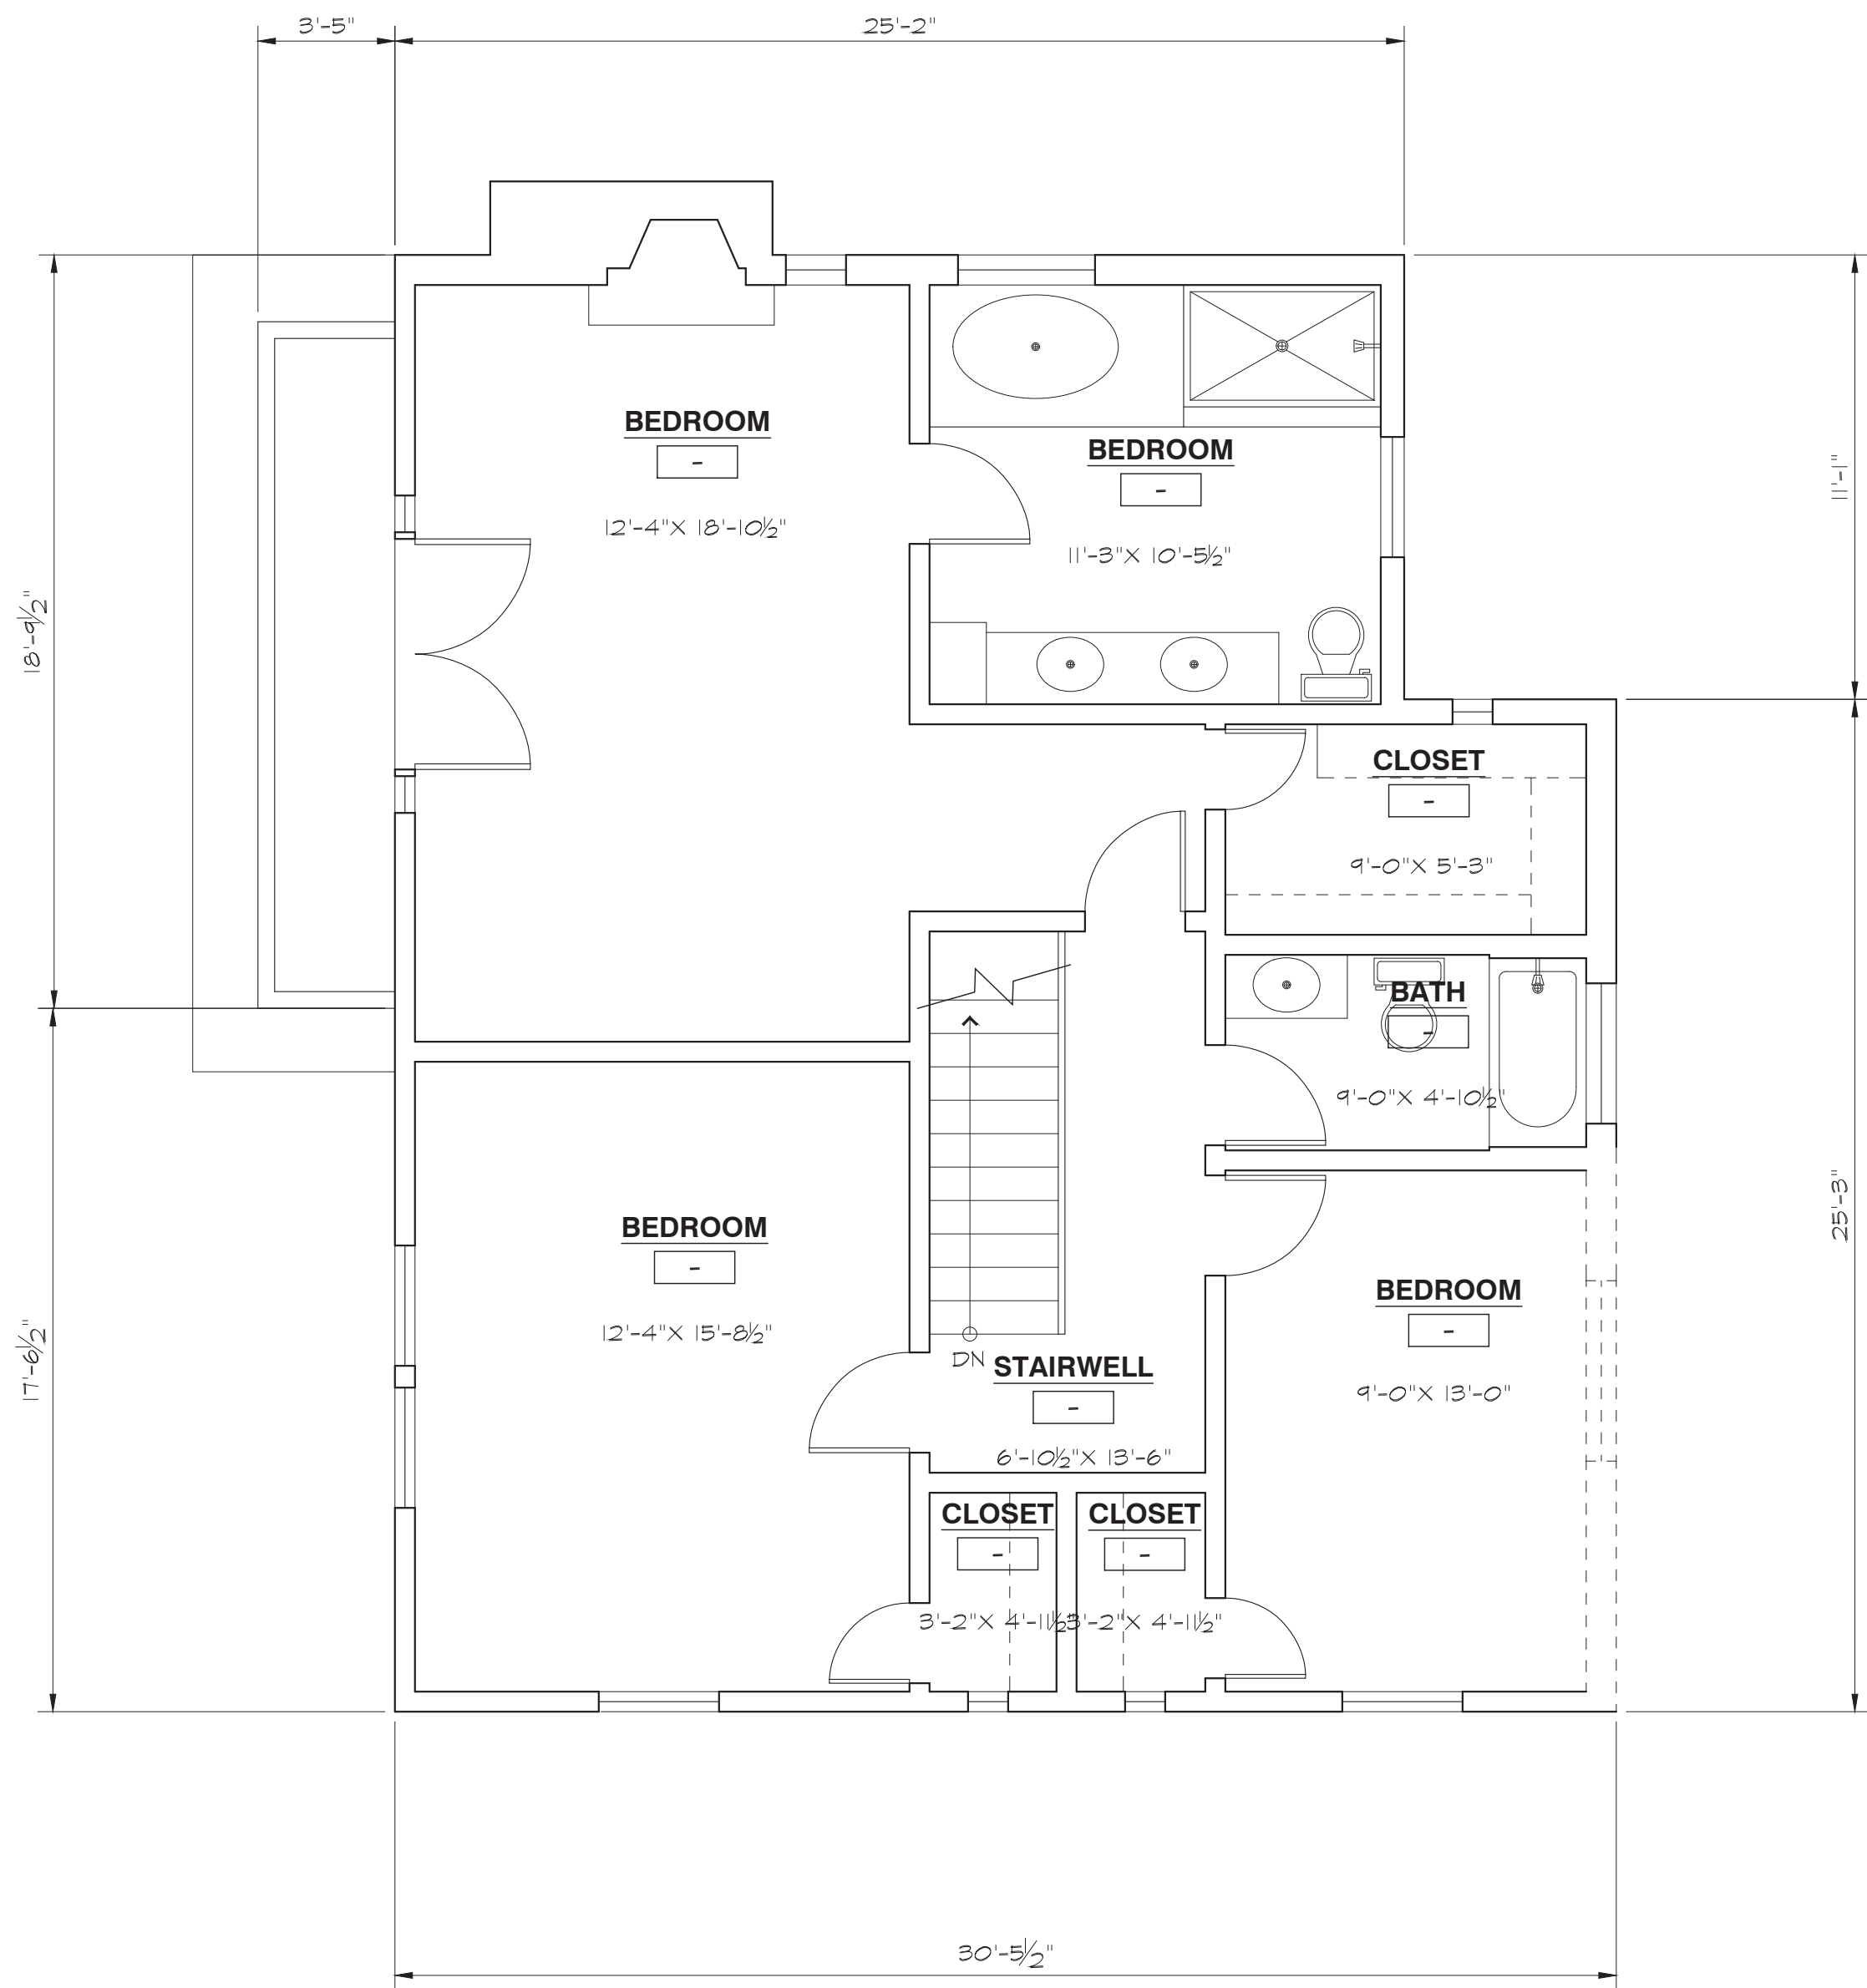 3'-5"
25'-2"
BEDROOM
-
12'-4"X 18'-10½"
BEDROOM
-
11'-3"X 10'-5½"
11'-1"
18'-9½"
CLOSET
-
9'-0"X 5'-3"
BATH
-
9'-0"X 4'-10½"
BEDROOM
-
12'-4"X 15'-8½"
25'-3"
BEDROOM
-
9'-0"X 13'-0"
17'-6½"
DN
STAIRWELL
-
6'-10½"X 13'-6"
CLOSET
-
3'-2"X 4'-11½"
CLOSET
-
3'-2"X 4'-11½"
30'-5½"